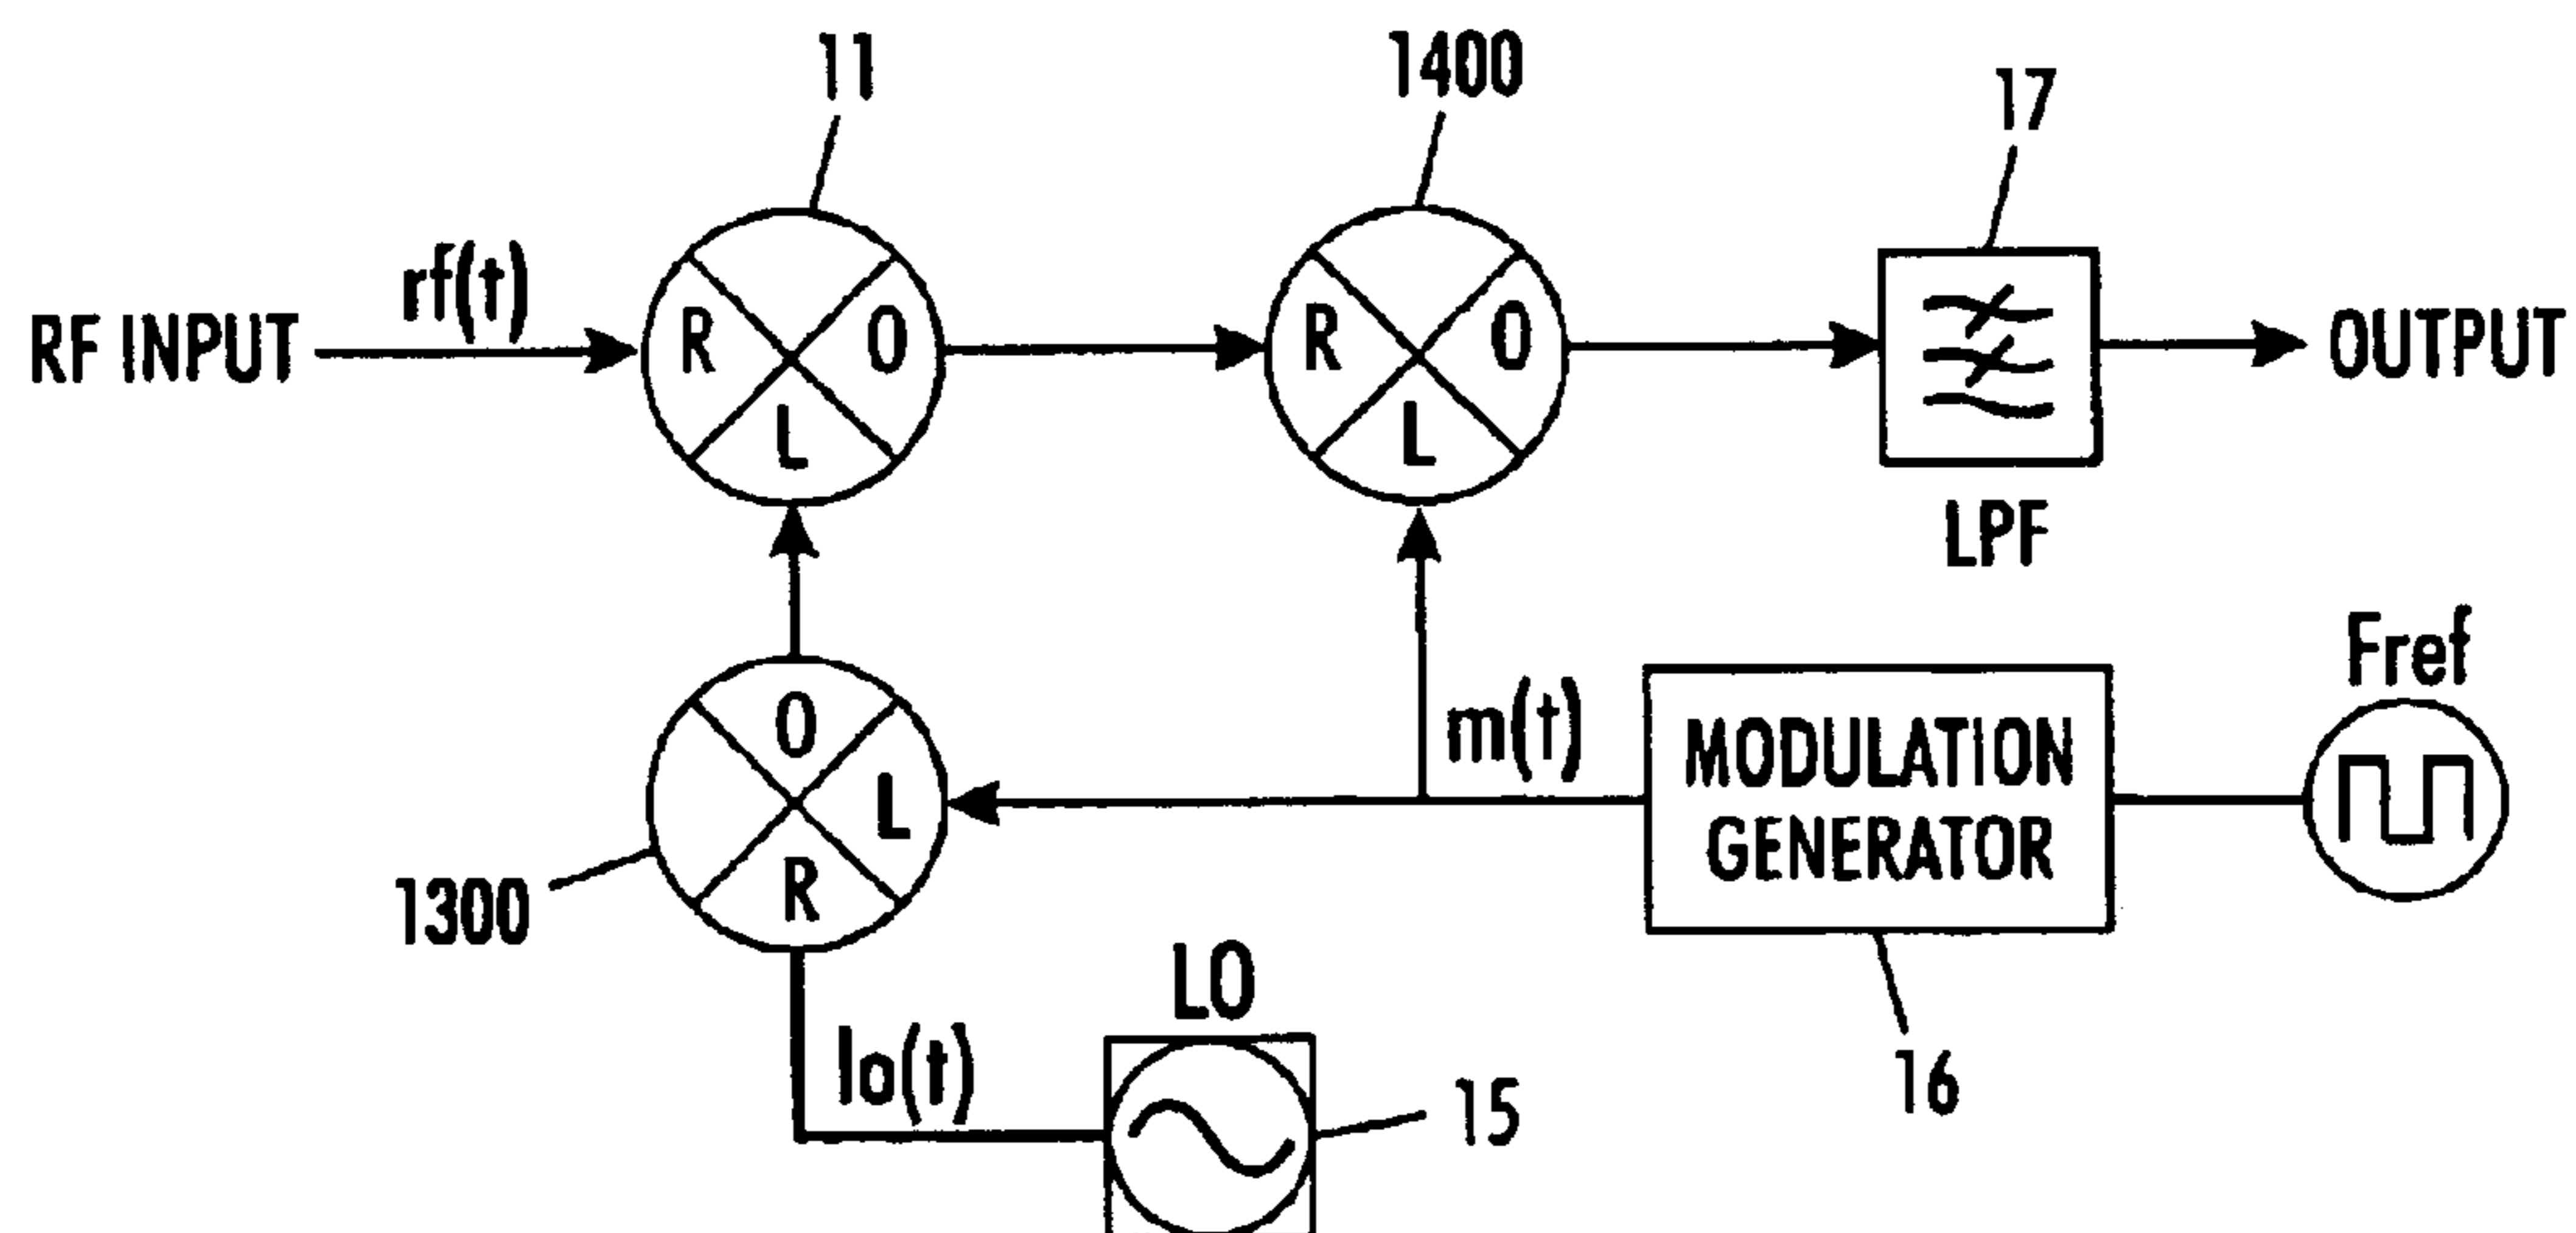 11
1400
17
rf(t)
RF INPUT
R
O
L
R
O
L
OUTPUT
LPF
Fref
O
L
R
m(t)
MODULATION
GENERATOR
1300
LO
lo(t)
15
16